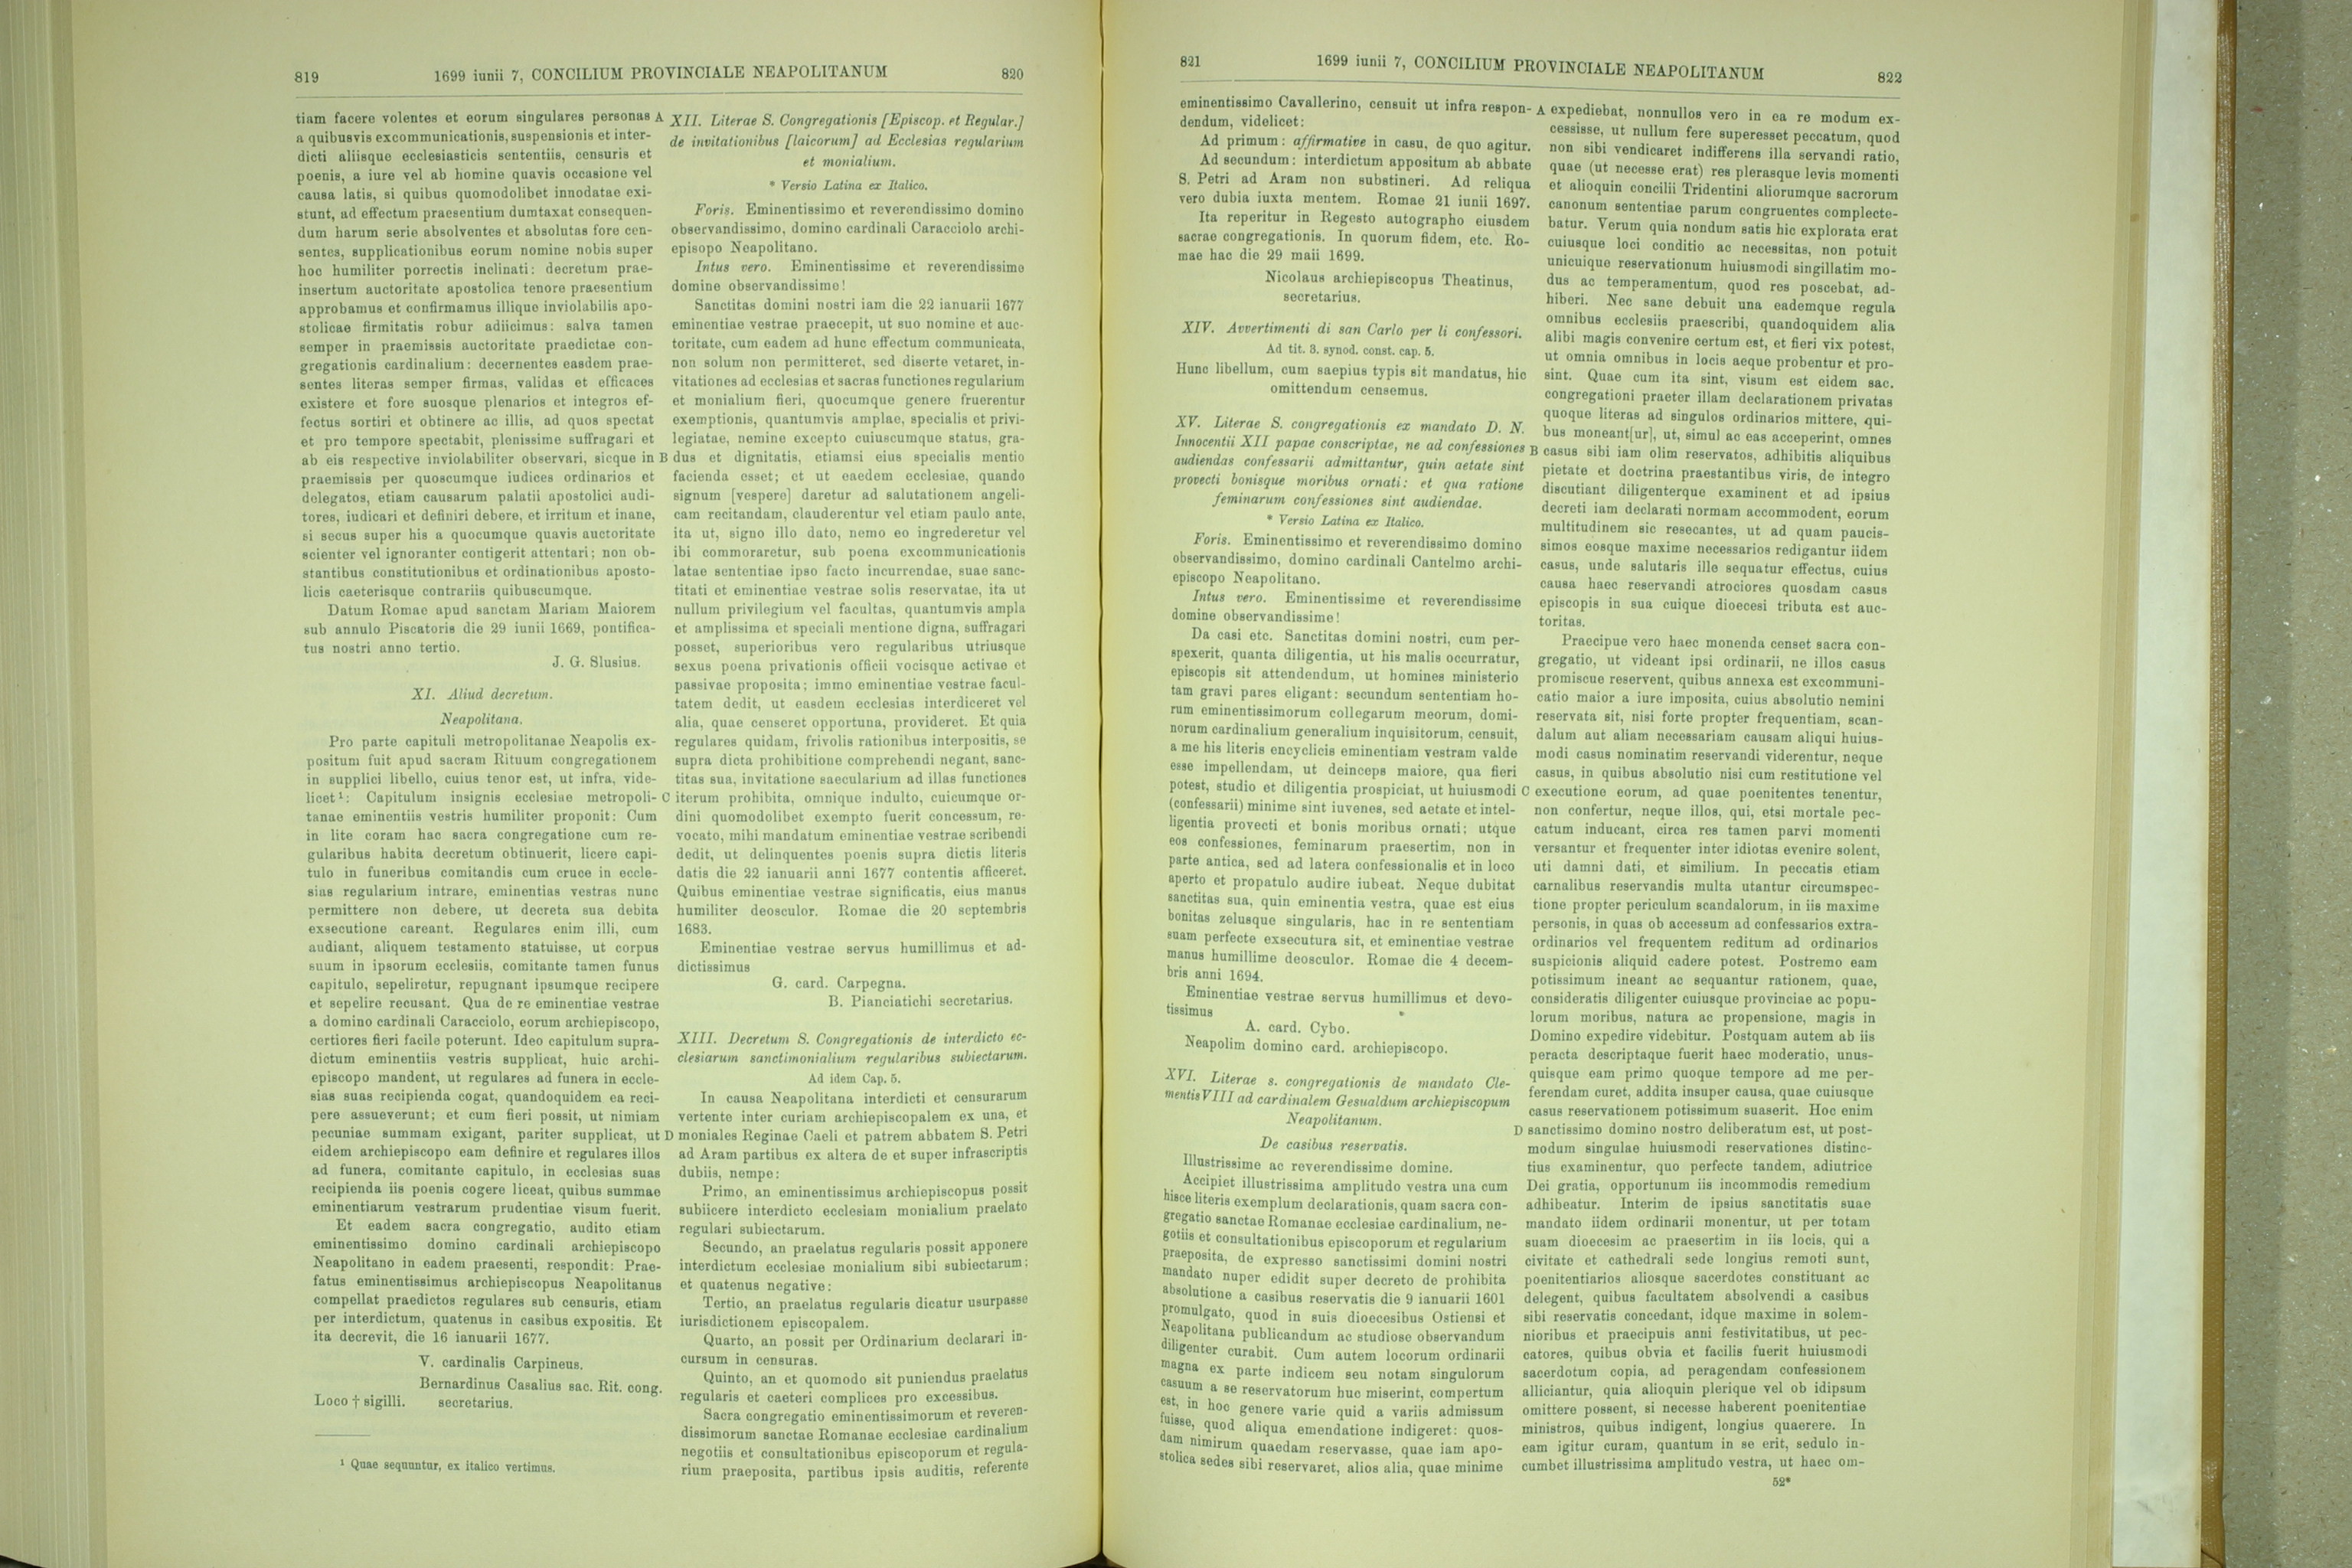 819
1699 iunii 7, CONCILIUM PROVINCIALE NEAPOLITANUM
820
tiam facere volentes et eorum singulares personas A
a quibusvis excommunicationis, suspensionis et inter-
dicti aliisque ecclesiasticis sententiis, censuris et
poenis, a iure vel ab homine quavis occasione vel
causa latis, si quibus quomodolibet innodatae exi-
stunt, ad effectum praesentium dumtaxat consequen-
dum harum serie absolventes et absolutas fore cen-
sentes, supplicationibus eorum nomine nobis super
hoc humiliter porrectis inclinati: decretum prae-
insertum auctoritate apostolica tenore praesentium
approbamus et confirmamus illique inviolabilis apo-
stolicae firmitatis robur adiicimus: salva tamen
semper in praemissis auctoritate praedictae con-
gregationis cardinalium: decernentes easdem prae-
sentes literas semper firmas, validas et efficaces
existere et fore suosque plenarios et integros ef-
fectus sortiri et obtinere ac illis, ad quos spectat
et pro tempore spectabit, plenissime suffragari et
ab eis respective inviolabiliter observari, sicque in B
praemissis per quoscumque iudices ordinarios et
delegatos, etiam causarum palatii apostolici audi-
tores, iudicari et definiri debere, et irritum et inane,
si secus super his a quocumque quavis auctoritate
scienter vel ignoranter contigerit attentari; non ob-
stantibus constitutionibus et ordinationibus aposto-
licis caeterisque contrariis quibuscumque.
Datum Romae apud sanctam Mariam Maiorem
sub annulo Piscatoris die 29 iunii 1669, pontifica-
tus nostri anno tertio.
J. G. Slusius.
XI. Aliud decretum.
Neapolitana.
Pro parte capituli metropolitanae Neapolis ex-
positum fuit apud sacram Rituum congregationem
in supplici libello, cuius tenor est, ut infra, vide-
licet¹: Capitulum insignis ecclesiae metropoli- C
tanae eminentiis vestris humiliter proponit: Cum
in lite coram hac sacra congregatione cum re-
gularibus habita decretum obtinuerit, licere capi-
tulo in funeribus comitandis cum cruce in eccle-
sias regularium intrare, eminentias vestras nunc
permittere non debere, ut decreta sua debita
exsecutione careant. Regulares enim illi, cum
audiant, aliquem testamento statuisse, ut corpus
suum in ipsorum ecclesiis, comitante tamen funus
capitulo, sepeliretur, repugnant ipsumque recipere
et sepelire recusant. Qua de re eminentiae vestrae
a domino cardinali Caracciolo, eorum archiepiscopo,
certiores fieri facile poterunt. Ideo capitulum supra-
dictum eminentiis vestris supplicat, huic archi-
episcopo mandent, ut regulares ad funera in eccle-
sias suas recipienda cogat, quandoquidem ea reci-
pere assueverunt; et cum fieri possit, ut nimiam
pecuniae summam exigant, pariter supplicat, ut D
eidem archiepiscopo eam definire et regulares illos
ad funera, comitante capitulo, in ecclesias suas
recipienda iis poenis cogere liceat, quibus summae
eminentiarum vestrarum prudentiae visum fuerit.
Et eadem sacra congregatio, audito etiam
eminentissimo domino cardinali archiepiscopo
Neapolitano in eadem praesenti, respondit: Prae-
fatus eminentissimus archiepiscopus Neapolitanus
compellat praedictos regulares sub censuris, etiam
per interdictum, quatenus in casibus expositis. Et
ita decrevit, die 16 ianuarii 1677.
V. cardinalis Carpineus.
Bernardinus Casalius sac. Rit. cong.
Loco † sigilli. secretarius.
¹ Quae sequuntur, ex italico vertimus.
XII. Literae S. Congregationis [Episcop. et Regular.]
de invitationibus [laicorum] ad Ecclesias regularium
et monialium.
* Versio Latina ex Italico.
Foris. Eminentissimo et reverendissimo domino
observandissimo, domino cardinali Caracciolo archi-
episopo Neapolitano.
Intus vero. Eminentissime et reverendissime
domine observandissime!
Sanctitas domini nostri iam die 22 ianuarii 1677
eminentiae vestrae praecepit, ut suo nomine et auc-
toritate, cum eadem ad hunc effectum communicata,
non solum non permitteret, sed diserte vetaret, in-
vitationes ad ecclesias et sacras functiones regularium
et monialium fieri, quocumque genere fruerentur
exemptionis, quantumvis amplae, specialis et privi-
legiatae, nemine excepto cuiuscumque status, gra-
dus et dignitatis, etiamsi eius specialis mentio
facienda esset; et ut eaedem ecclesiae, quando
signum [vespere] daretur ad salutationem angeli-
cam recitandam, clauderentur vel etiam paulo ante,
ita ut, signo illo dato, nemo eo ingrederetur vel
ibi commoraretur, sub poena excommunicationis
latae sententiae ipso facto incurrendae, suae sanc-
titati et eminentiae vestrae solis reservatae, ita ut
nullum privilegium vel facultas, quantumvis ampla
et amplissima et speciali mentione digna, suffragari
posset, superioribus vero regularibus utriusque
sexus poena privationis officii vocisque activae et
passivae proposita; immo eminentiae vestrae facul-
tatem dedit, ut easdem ecclesias interdiceret vel
alia, quae censeret opportuna, provideret. Et quia
regulares quidam, frivolis rationibus interpositis, se
supra dicta prohibitione comprehendi negant, sanc-
titas sua, invitatione saecularium ad illas functiones
iterum prohibita, omnique indulto, cuicumque or-
dini quomodolibet exempto fuerit concessum, re-
vocato, mihi mandatum eminentiae vestrae scribendi
dedit, ut delinquentes poenis supra dictis literis
datis die 22 ianuarii anni 1677 contentis afficeret.
Quibus eminentiae vestrae significatis, eius manus
humiliter deosculor. Romae die 20 septembris
1683.
Eminentiae vestrae servus humillimus et ad-
dictissimus
G. card. Carpegna.
B. Pianciatichi secretarius.
XIII. Decretum S. Congregationis de interdicto ec-
clesiarum sanctimonialium regularibus subiectarum.
Ad idem Cap. 5.
In causa Neapolitana interdicti et censurarum
vertente inter curiam archiepiscopalem ex una, et
moniales Reginae Caeli et patrem abbatem S. Petri
ad Aram partibus ex altera de et super infrascriptis
dubiis, nempe:
Primo, an eminentissimus archiepiscopus possit
subiicere interdicto ecclesiam monialium praelato
regulari subiectarum.
Secundo, an praelatus regularis possit apponere
interdictum ecclesiae monialium sibi subiectarum;
et quatenus negative:
Tertio, an praelatus regularis dicatur usurpasse
iurisdictionem episcopalem.
Quarto, an possit per Ordinarium declarari in-
cursum in censuras.
Quinto, an et quomodo sit puniendus praelatus
regularis et caeteri complices pro excessibus.
Sacra congregatio eminentissimorum et reveren-
dissimorum sanctae Romanae ecclesiae cardinalium
negotiis et consultationibus episcoporum et regula-
rium praeposita, partibus ipsis auditis, referente
821
1699 iunii 7, CONCILIUM PROVINCIALE NEAPOLITANUM
822
eminentissimo Cavallerino, censuit ut infra respon- A
dendum, videlicet:
Ad primum: affirmative in casu, de quo agitur.
Ad secundum: interdictum appositum ab abbate
S. Petri ad Aram non substineri. Ad reliqua
vero dubia iuxta mentem. Romae 21 iunii 1697.
Ita reperitur in Regesto autographo eiusdem
sacrae congregationis. In quorum fidem, etc. Ro-
mae hac die 29 maii 1699.
Nicolaus archiepiscopus Theatinus,
secretarius.
XIV. Avvertimenti di san Carlo per li confessori.
Ad tit. 3. synod. const. cap. 5.
Hunc libellum, cum saepius typis sit mandatus, hic
omittendum censemus.
XV. Literae S. congregationis ex mandato D. N.
Innocentii XII papae conscriptae, ne ad confessiones B
audiendas confessarii admittantur, quin aetate sint
provecti bonisque moribus ornati: et qua ratione
feminarum confessiones sint audiendae.
* Versio Latina ex Italico.
Foris. Eminentissimo et reverendissimo domino
observandissimo, domino cardinali Cantelmo archi-
episcopo Neapolitano.
Intus vero. Eminentissime et reverendissime
domine observandissime!
Da casi etc. Sanctitas domini nostri, cum per-
spexerit, quanta diligentia, ut his malis occurratur,
episcopis sit attendendum, ut homines ministerio
tam gravi pares eligant: secundum sententiam ho-
rum eminentissimorum collegarum meorum, domi-
norum cardinalium generalium inquisitorum, censuit,
a me his literis encyclicis eminentiam vestram valde
esse impellendam, ut deinceps maiore, qua fieri
potest, studio et diligentia prospiciat, ut huiusmodi C
(confessarii) minime sint iuvenes, sed aetate et intel-
ligentia provecti et bonis moribus ornati; utque
eos confessiones, feminarum praesertim, non in
parte antica, sed ad latera confessionalis et in loco
aperto et propatulo audire iubeat. Neque dubitat
sanctitas sua, quin eminentia vestra, quae est eius
bonitas zelusque singularis, hac in re sententiam
suam perfecte exsecutura sit, et eminentiae vestrae
manus humillime deosculor. Romae die 4 decem-
bris anni 1694.
Eminentiae vestrae servus humillimus et devo-
tissimus
A. card. Cybo.
Neapolim domino card. archiepiscopo.
XVI. Literae s. congregationis de mandato Cle-
mentis VIII ad cardinalem Gesualdum archiepiscopum
Neapolitanum.
De casibus reservatis.
Illustrissime ac reverendissime domine.
Accipiet illustrissima amplitudo vestra una cum
hisce literis exemplum declarationis, quam sacra con-
gregatio sanctae Romanae ecclesiae cardinalium, ne-
gotiis et consultationibus episcoporum et regularium
praeposita, de expresso sanctissimi domini nostri
mandato nuper edidit super decreto de prohibita
absolutione a casibus reservatis die 9 ianuarii 1601
promulgato, quod in suis dioecesibus Ostiensi et
Neapolitana publicandum ac studiose observandum
diligenter curabit. Cum autem locorum ordinarii
magna ex parte indicem seu notam singulorum
casuum a se reservatorum huc miserint, compertum
est, in hoc genere varie quid a variis admissum
fuisse, quod aliqua emendatione indigeret: quos-
dam nimirum quaedam reservasse, quae iam apo-
stolica sedes sibi reservaret, alios alia, quae minime
expediebat, nonnullos vero in ea re modum ex-
cessisse, ut nullum fere superesset peccatum, quod
non sibi vendicaret indifferens illa servandi ratio,
quae (ut necesse erat) res plerasque levis momenti
et alioquin concilii Tridentini aliorumque sacrorum
canonum sententiae parum congruentes complecte-
batur. Verum quia nondum satis hic explorata erat
cuiusque loci conditio ac necessitas, non potuit
unicuique reservationum huiusmodi singillatim mo-
dus ac temperamentum, quod res poscebat, ad-
hiberi. Nec sane debuit una eademque regula
omnibus ecclesiis praescribi, quandoquidem alia
alibi magis convenire certum est, et fieri vix potest,
ut omnia omnibus in locis aeque probentur et pro-
sint. Quae cum ita sint, visum est eidem sac.
congregationi praeter illam declarationem privatas
quoque literas ad singulos ordinarios mittere, qui-
bus moneant[ur], ut, simul ac eas acceperint, omnes
casus sibi iam olim reservatos, adhibitis aliquibus
pietate et doctrina praestantibus viris, de integro
discutiant diligenterque examinent et ad ipsius
decreti iam declarati normam accommodent, eorum
multitudinem sic resecantes, ut ad quam paucis-
simos eosque maxime necessarios redigantur iidem
casus, unde salutaris ille sequatur effectus, cuius
causa haec reservandi atrociores quosdam casus
episcopis in sua cuique dioecesi tributa est auc-
toritas.
Praecipue vero haec monenda censet sacra con-
gregatio, ut videant ipsi ordinarii, ne illos casus
promiscue reservent, quibus annexa est excommuni-
catio maior a iure imposita, cuius absolutio nemini
reservata sit, nisi forte propter frequentiam, scan-
dalum aut aliam necessariam causam aliqui huius-
modi casus nominatim reservandi viderentur, neque
casus, in quibus absolutio nisi cum restitutione vel
executione eorum, ad quae poenitentes tenentur,
non confertur, neque illos, qui, etsi mortale pec-
catum inducant, circa res tamen parvi momenti
versantur et frequenter inter idiotas evenire solent,
uti damni dati, et similium. In peccatis etiam
carnalibus reservandis multa utantur circumspec-
tione propter periculum scandalorum, in iis maxime
personis, in quas ob accessum ad confessarios extra-
ordinarios vel frequentem reditum ad ordinarios
suspicionis aliquid cadere potest. Postremo eam
potissimum ineant ac sequantur rationem, quae,
consideratis diligenter cuiusque provinciae ac popu-
lorum moribus, natura ac propensione, magis in
Domino expedire videbitur. Postquam autem ab iis
peracta descriptaque fuerit haec moderatio, unus-
quisque eam primo quoque tempore ad me per-
ferendam curet, addita insuper causa, quae cuiusque
casus reservationem potissimum suaserit. Hoc enim
D sanctissimo domino nostro deliberatum est, ut post-
modum singulae huiusmodi reservationes distinc-
tius examinentur, quo perfecte tandem, adiutrice
Dei gratia, opportunum iis incommodis remedium
adhibeatur. Interim de ipsius sanctitatis suae
mandato iidem ordinarii monentur, ut per totam
suam dioecesim ac praesertim in iis locis, qui a
civitate et cathedrali sede longius remoti sunt,
poenitentiarios aliosque sacerdotes constituant ac
delegent, quibus facultatem absolvendi a casibus
sibi reservatis concedant, idque maxime in solem-
nioribus et praecipuis anni festivitatibus, ut pec-
catores, quibus obvia et facilis fuerit huiusmodi
sacerdotum copia, ad peragendam confessionem
alliciantur, quia alioquin plerique vel ob idipsum
omittere possent, si necesse haberent poenitentiae
ministros, quibus indigent, longius quaerere. In
eam igitur curam, quantum in se erit, sedulo in-
cumbet illustrissima amplitudo vestra, ut haec om-
52*